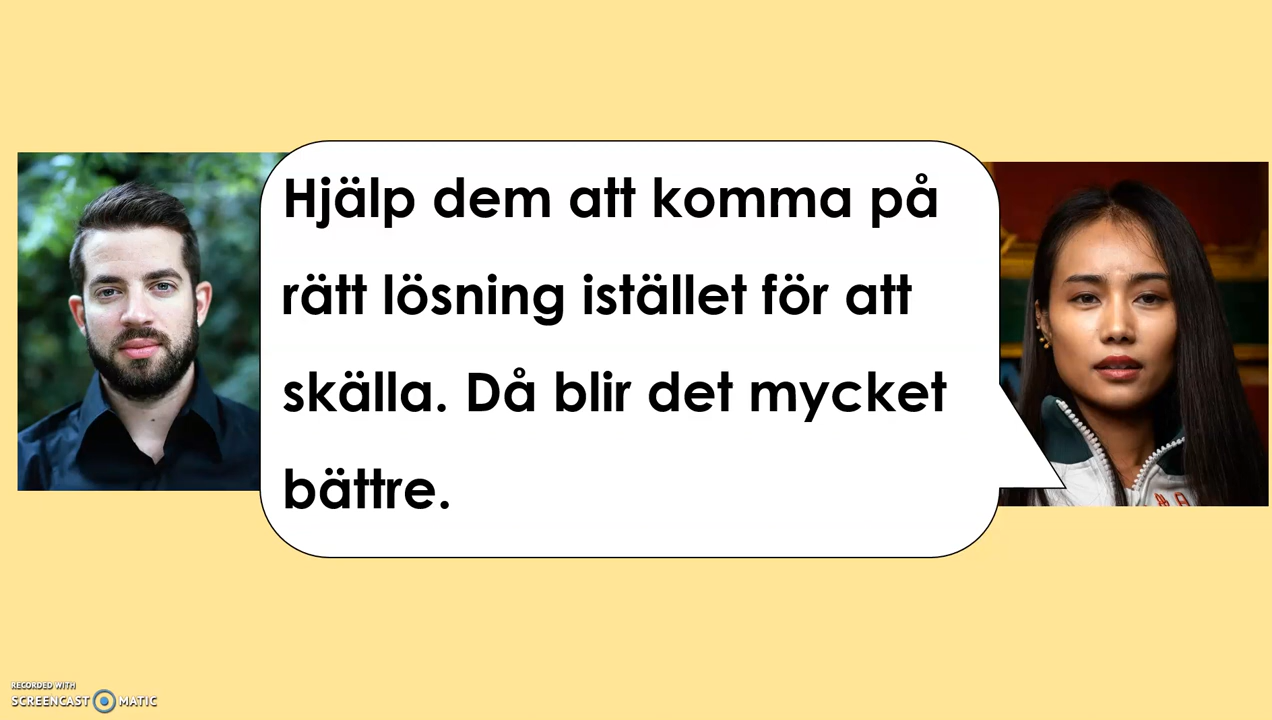 Hjälp dem att komma på
rätt lösning istället för att
skälla. Då blir det mycket
bättre.
RECORDED WITH
SCREENCAST MATIC